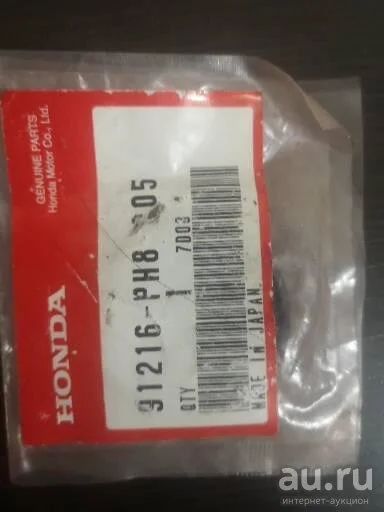 GENUINE PARTS
Honda Motor Co., Ltd.
HONDA
91216-PH8 005
QTY 1 7003
MADE IN JAPAN
au.ru
интернет-аукцион